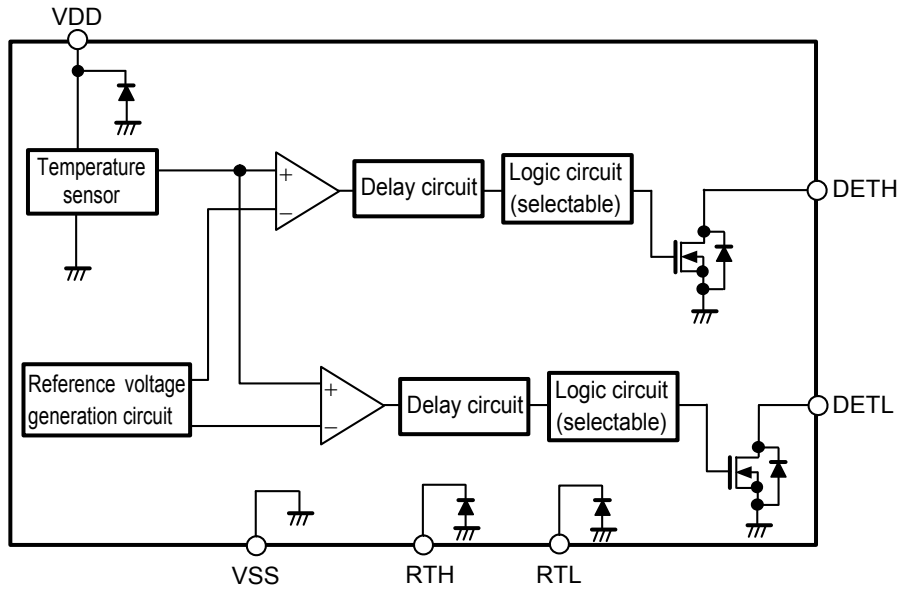 VDD
Temperature
sensor
+
−
Delay circuit
Logic circuit
(selectable)
DETH
Reference voltage
generation circuit
+
−
Delay circuit
Logic circuit
(selectable)
DETL
VSS
RTH
RTL